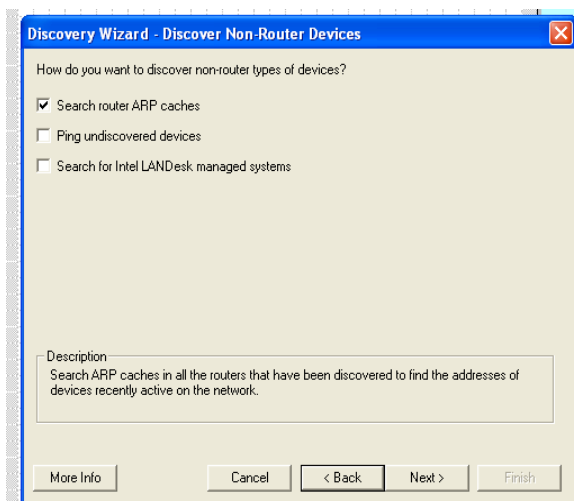 Discovery Wizard - Discover Non-Router Devices
How do you want to discover non-router types of devices?
Search router ARP caches
Ping undiscovered devices
Search for Intel LANDesk managed systems
Description
Search ARP caches in all the routers that have been discovered to find the addresses of
devices recently active on the network.
More Info
Cancel
< Back
Next >
Finish